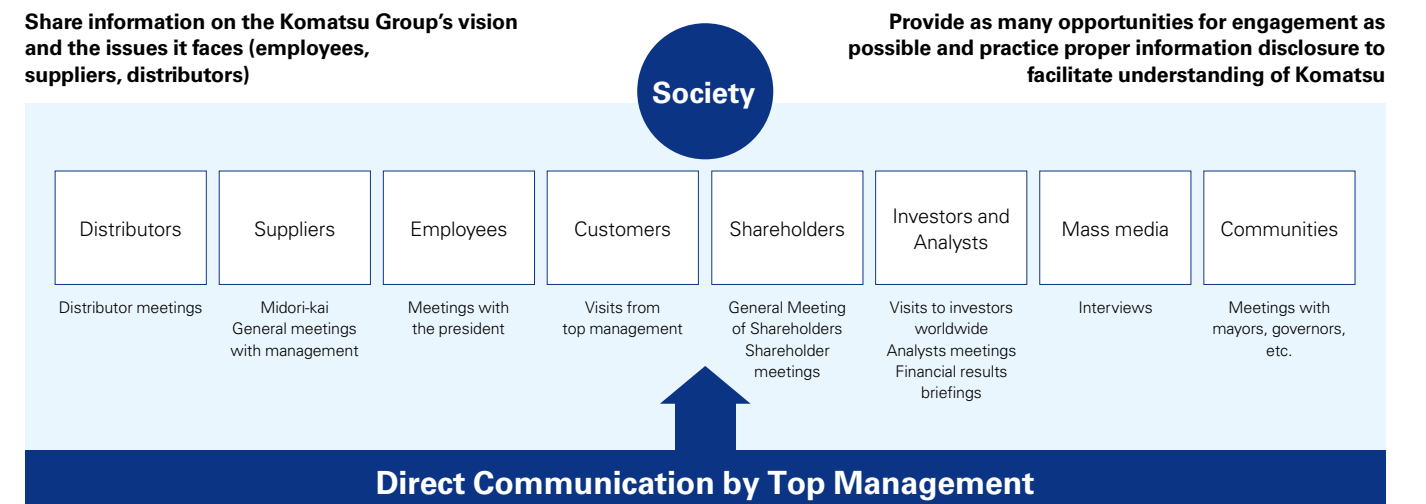 Share information on the Komatsu Group’s vision
and the issues it faces (employees,
suppliers, distributors)
Provide as many opportunities for engagement as
possible and practice proper information disclosure to
facilitate understanding of Komatsu
Society
Distributors
Distributor meetings
Suppliers
Midori-kai
General meetings
with management
Employees
Meetings with
the president
Customers
Visits from
top management
Shareholders
General Meeting
of Shareholders
Shareholder
meetings
Investors and
Analysts
Visits to investors
worldwide
Analysts meetings
Financial results
briefings
Mass media
Interviews
Communities
Meetings with
mayors, governors,
etc.
Direct Communication by Top Management